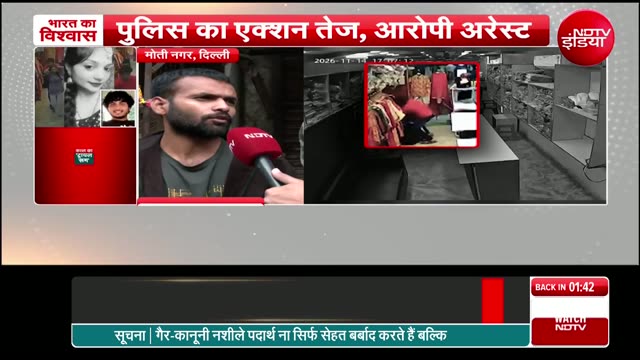 भारत का
विश्वास
पुलिस का एक्शन तेज, आरोपी अरेस्ट
NDTV
इंडिया
मोती नगर, दिल्ली
NDTV
BACK IN 01:42
WATCH
NDTV
सूचना | गैर-कानूनी नशीले पदार्थ ना सिर्फ सेहत बर्बाद करते हैं बल्कि